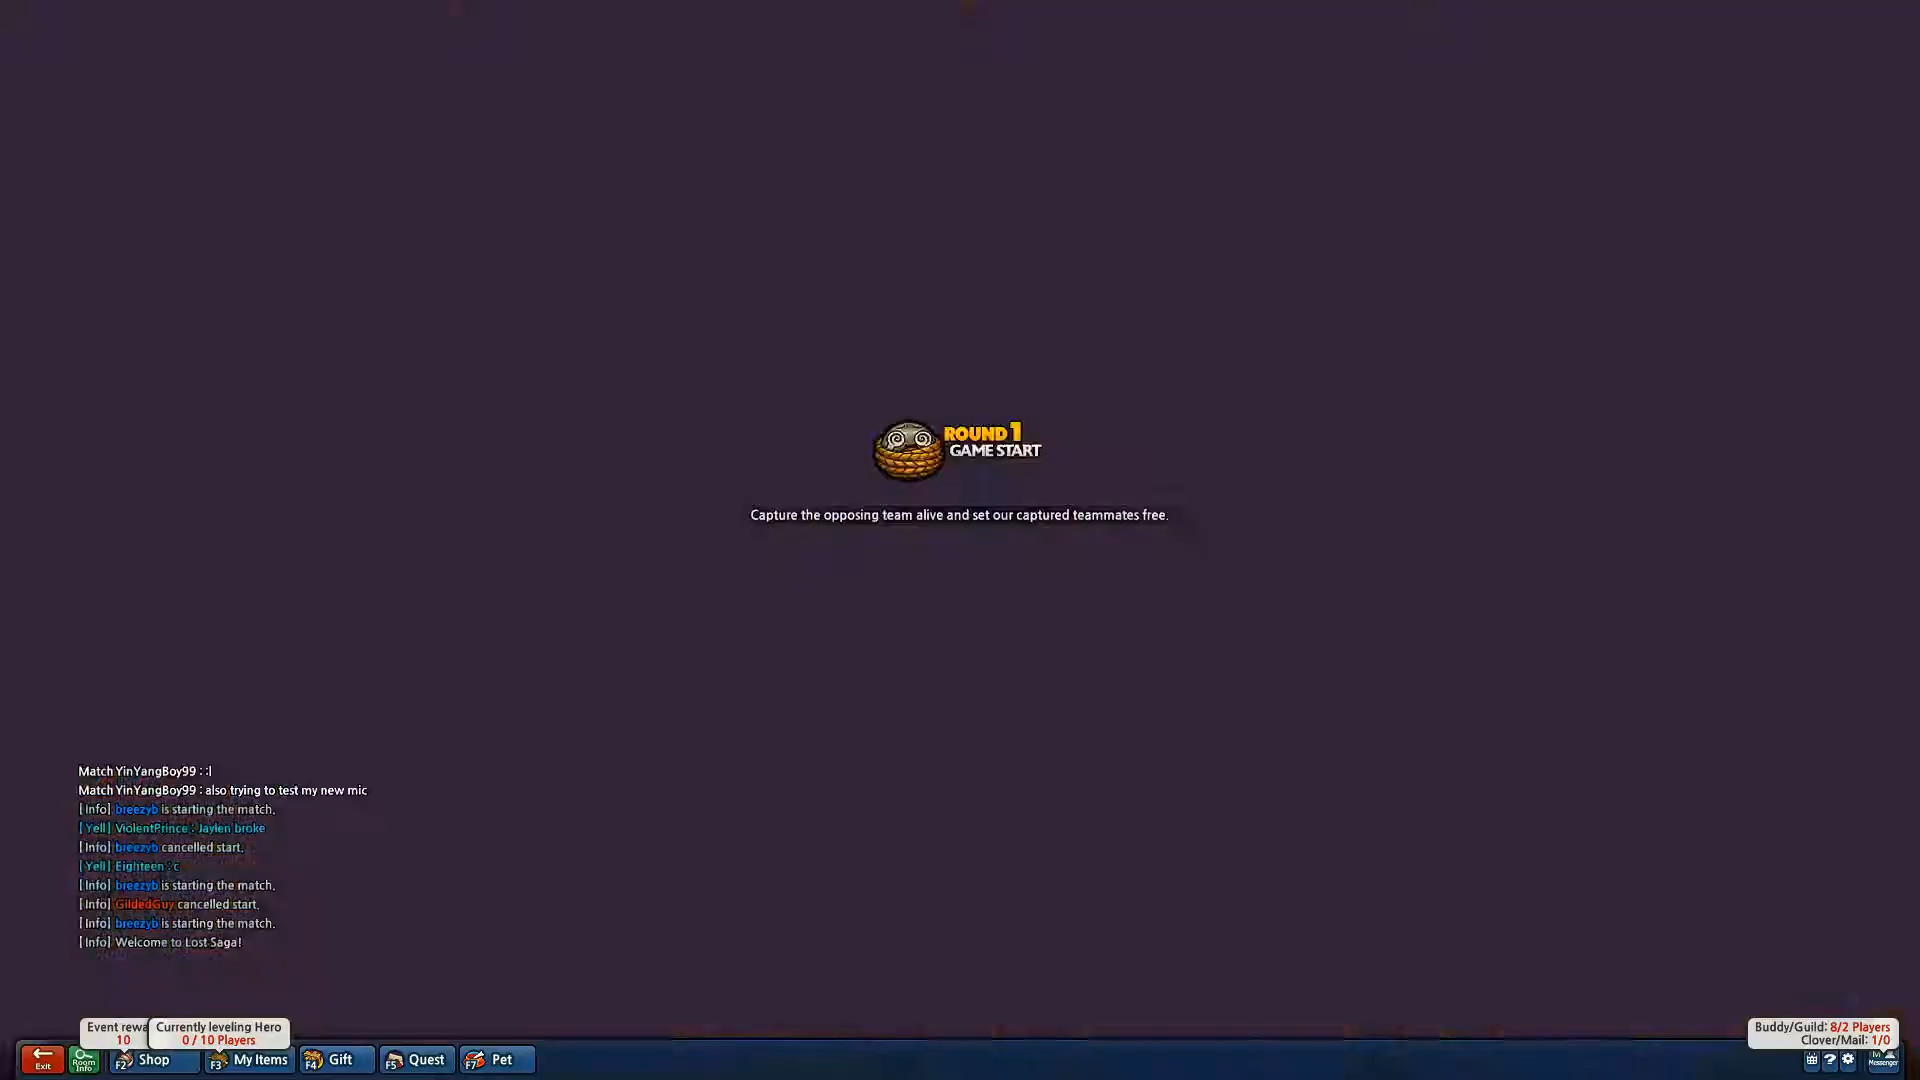 ROUND 1
GAME START
Capture the opposing team alive and set our captured teammates free.
Match YinYangBoy99 : :l
Match YinYangBoy99 : also trying to test my new mic
[Info] breezyb is starting the match.
[Yell] ViolentPrince : Jaylen broke
[Info] breezyb cancelled start.
[Yell] Eighteen : c
[Info] breezyb is starting the match.
[Info] GildedGuy cancelled start.
[Info] breezyb is starting the match.
[Info] Welcome to Lost Saga!
Event rewa
10
Currently leveling Hero
0 / 10 Players
Buddy/Guild: 8/2 Players
Clover/Mail: 1/0
Exit
Room Info
F2 Shop
F3 My Items
F4 Gift
F5 Quest
F7 Pet
?
Messenger